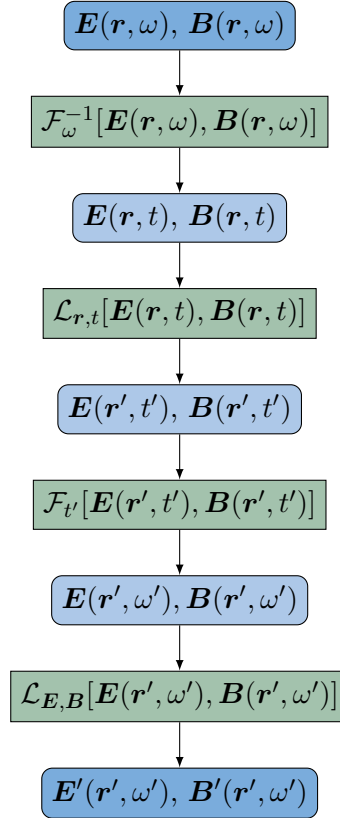 E(r, ω), B(r, ω)
ℱ_ω^{-1}[E(r, ω), B(r, ω)]
E(r, t), B(r, t)
ℒ_{r,t}[E(r, t), B(r, t)]
E(r′, t′), B(r′, t′)
ℱ_{t′}[E(r′, t′), B(r′, t′)]
E(r′, ω′), B(r′, ω′)
ℒ_{E,B}[E(r′, ω′), B(r′, ω′)]
E′(r′, ω′), B′(r′, ω′)